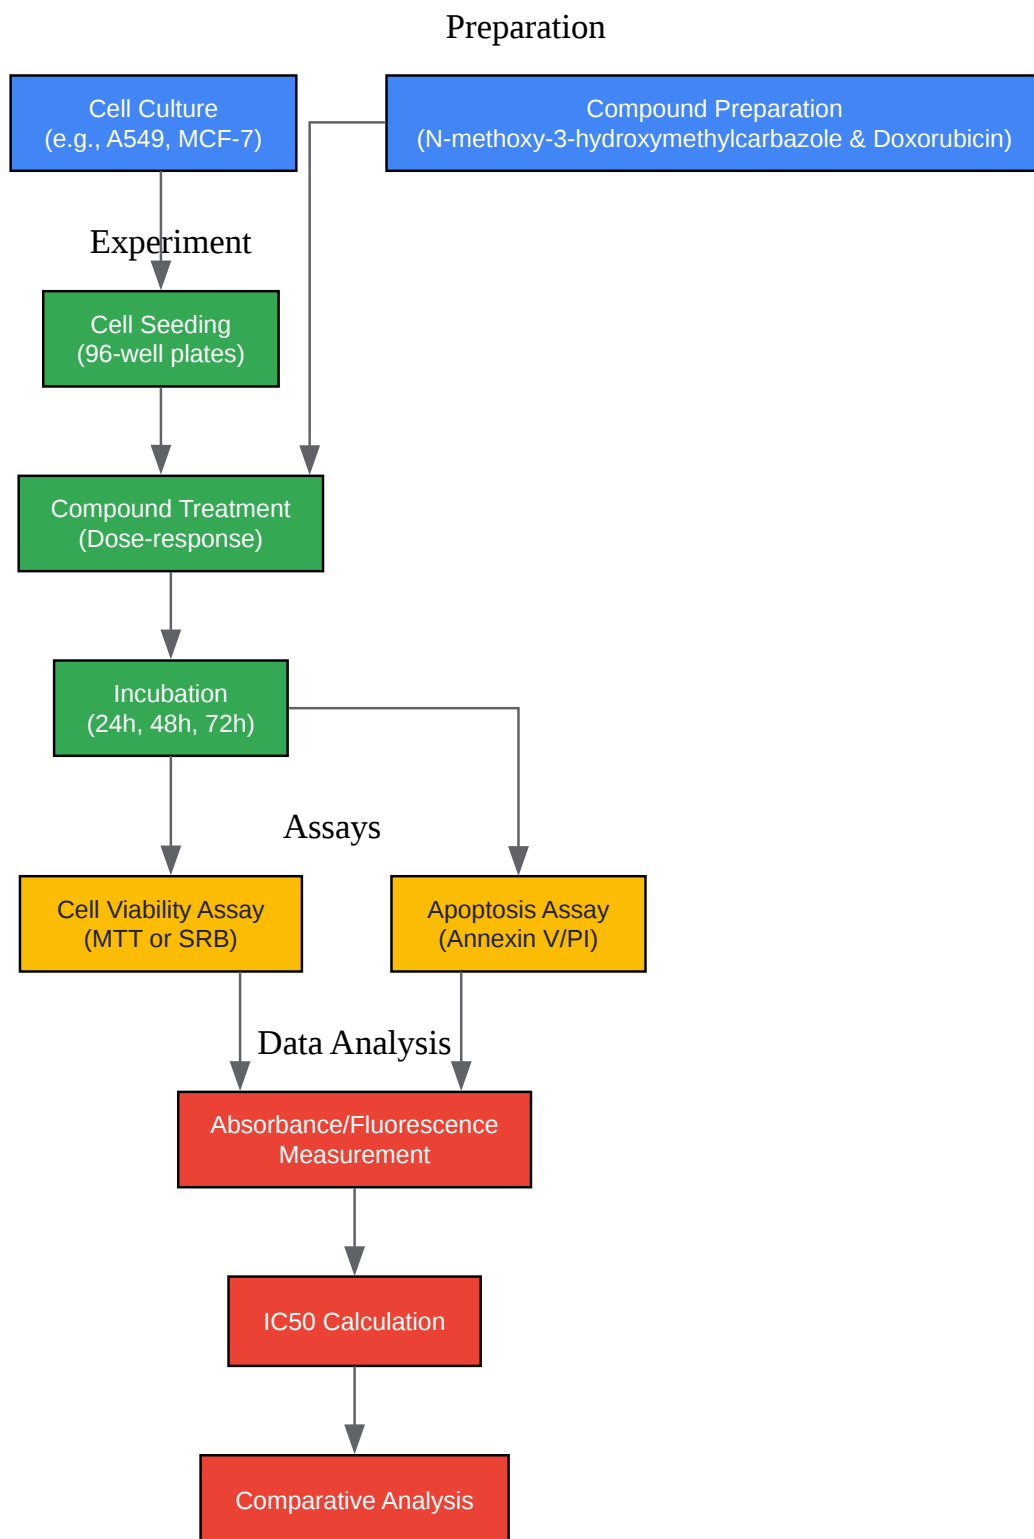 Preparation
Cell Culture
(e.g., A549, MCF-7)
Compound Preparation
(N-methoxy-3-hydroxymethylcarbazole & Doxorubicin)
Experiment
Cell Seeding
(96-well plates)
Compound Treatment
(Dose-response)
Incubation
(24h, 48h, 72h)
Assays
Cell Viability Assay
(MTT or SRB)
Apoptosis Assay
(Annexin V/PI)
Data Analysis
Absorbance/Fluorescence
Measurement
IC50 Calculation
Comparative Analysis